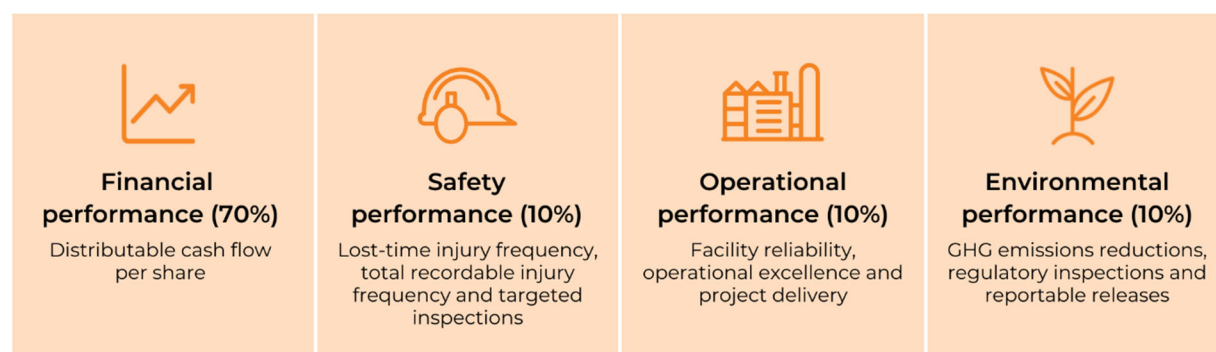 Financial
performance (70%)
Distributable cash flow
per share
Safety
performance (10%)
Lost-time injury frequency,
total recordable injury
frequency and targeted
inspections
Operational
performance (10%)
Facility reliability,
operational excellence and
project delivery
Environmental
performance (10%)
GHG emissions reductions,
regulatory inspections and
reportable releases